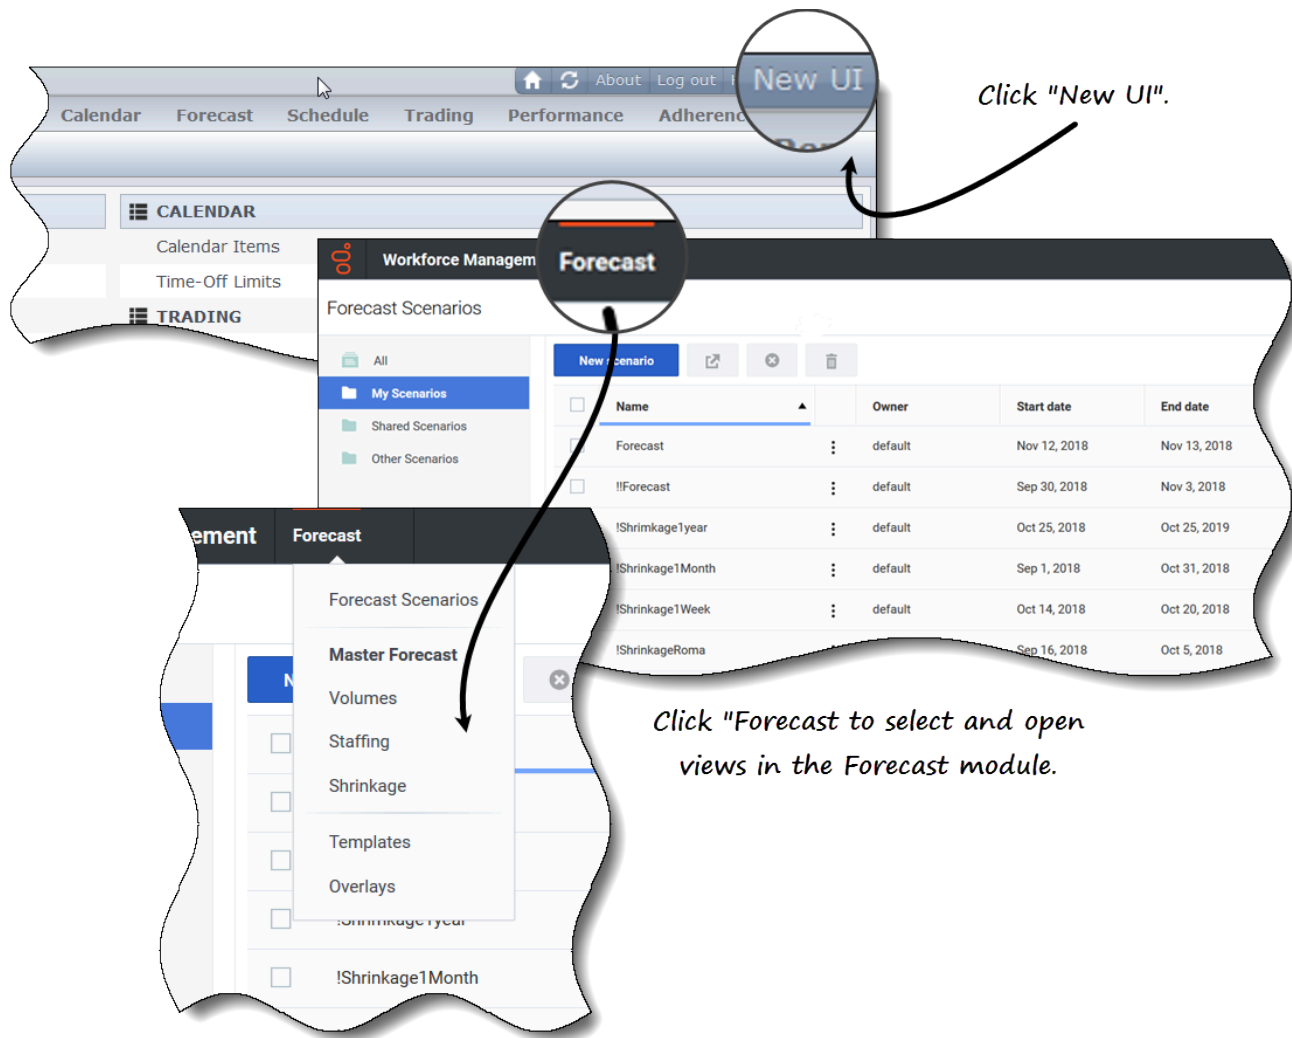 About Log out New UI
Click "New UI".
Calendar Forecast Schedule Trading Performance
CALENDAR
Calendar Items
Time-Off Limits
TRADING
Workforce Forecast
Forecast Scenarios
All
My Scenarios
Shared Scenarios
Other Scenarios
New scenario
Name Owner Start date End date
Forecast default Nov 12, 2018 Nov 13, 2018
!!Forecast default Sep 30, 2018 Nov 3, 2018
!Shrimkage1year default Oct 25, 2018 Oct 25, 2019
!Shrinkage1Month default Sep 1, 2018 Oct 31, 2018
!Shrinkage1Week default Oct 14, 2018 Oct 20, 2018
!ShrinkageRoma Sep 16, 2018 Oct 5, 2018
Click "Forecast to select and open
views in the Forecast module.
ement Forecast
Forecast Scenarios
Master Forecast
Volumes
Staffing
Shrinkage
Templates
Overlays
!Shrinkage1Month